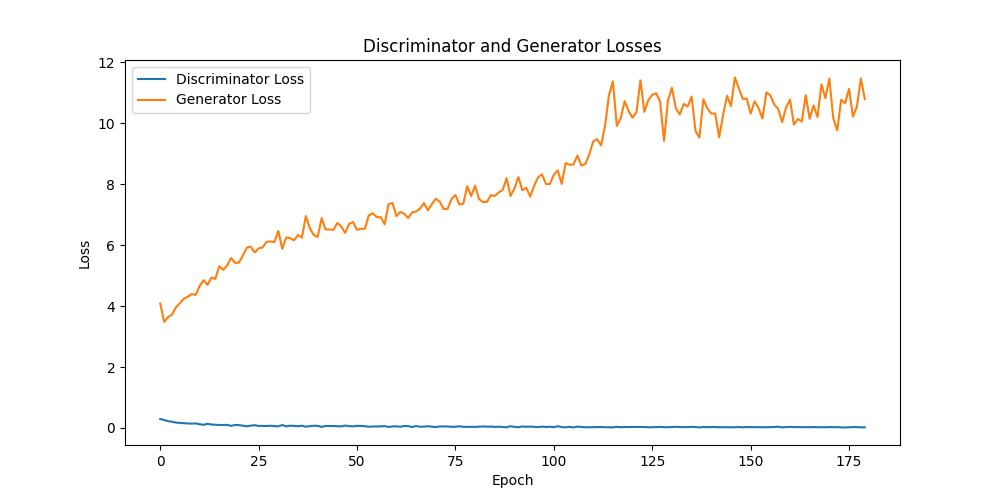 Discriminator and Generator Losses
Discriminator Loss
Generator Loss
12
10
8
6
4
2
0
Loss
0 25 50 75 100 125 150 175
Epoch